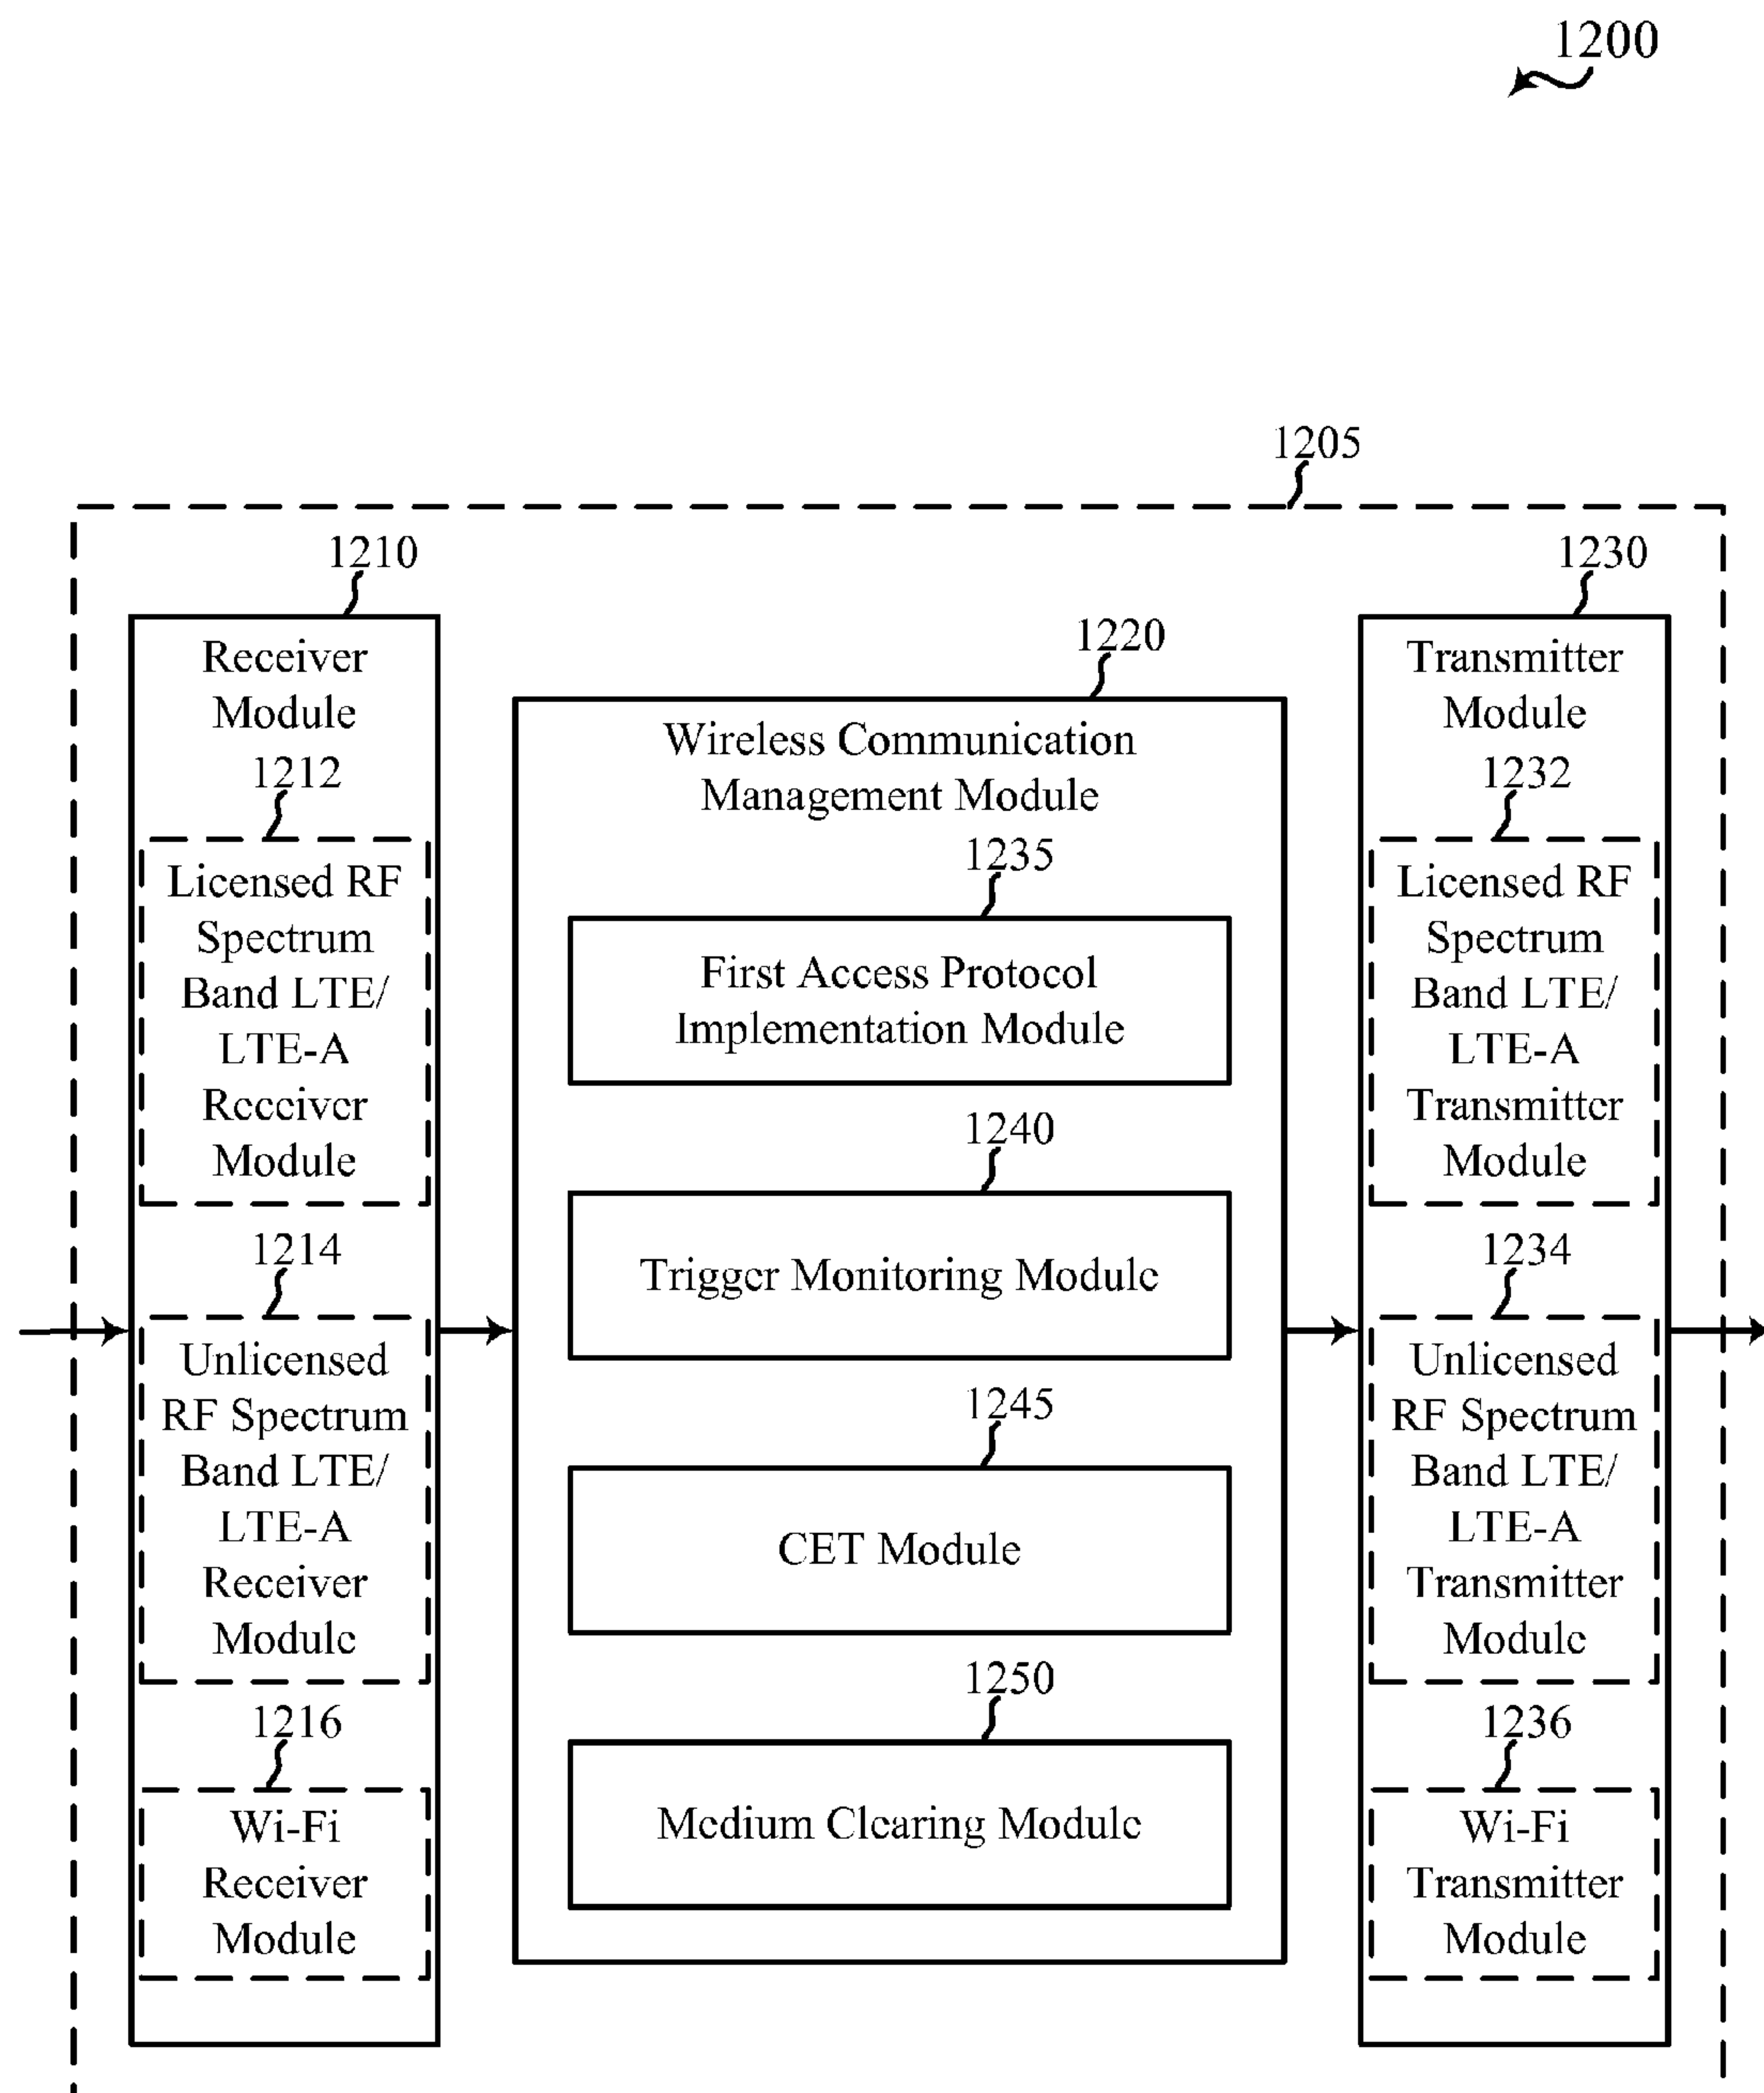 1200
1205
1210
Receiver
Module
1212
Licensed RF
Spectrum
Band LTE/
LTE-A
Receiver
Module
1214
Unlicensed
RF Spectrum
Band LTE/
LTE-A
Receiver
Module
1216
Wi-Fi
Receiver
Module
1220
Wireless Communication
Management Module
1235
First Access Protocol
Implementation Module
1240
Trigger Monitoring Module
1245
CET Module
1250
Medium Clearing Module
1230
Transmitter
Module
1232
Licensed RF
Spectrum
Band LTE/
LTE-A
Transmitter
Module
1234
Unlicensed
RF Spectrum
Band LTE/
LTE-A
Transmitter
Module
1236
Wi-Fi
Transmitter
Module